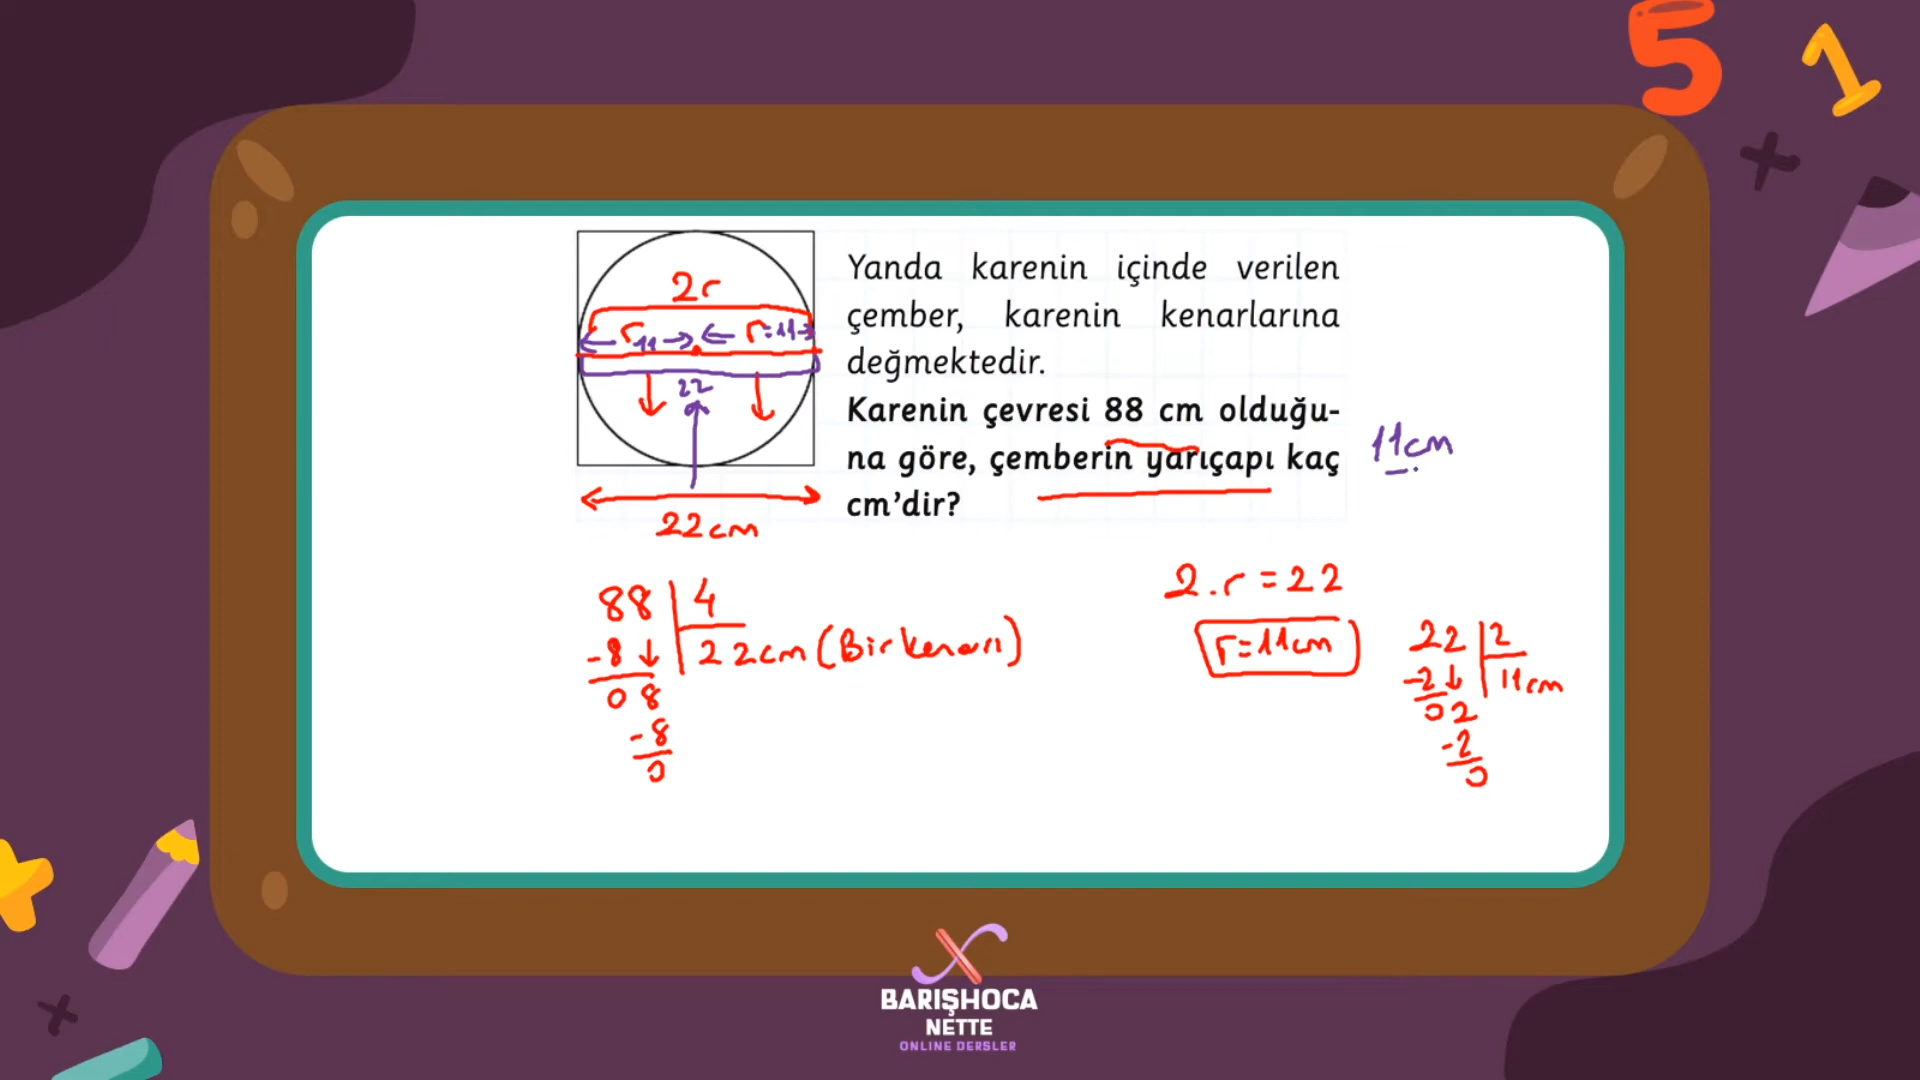 5 1
Yanda karenin içinde verilen
çember, karenin kenarlarına
değmektedir.
Karenin çevresi 88 cm olduğu-
na göre, çemberin yarıçapı kaç
cm'dir?
11cm
2r
r 11 r=11
22
22cm
88 4
-8 22cm (Bir kenarı)
08
-8
0
2.r=22
r=11cm
22 2
-2 11cm
02
-2
0
BARIŞHOCA
NETTE
ONLINE DERSLER